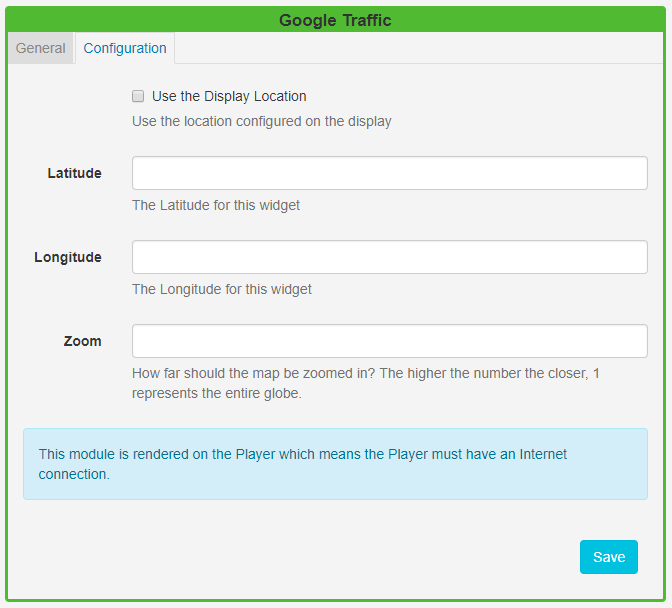 Google Traffic
General
Configuration
Use the Display Location
Use the location configured on the display
Latitude
The Latitude for this widget
Longitude
The Longitude for this widget
Zoom
How far should the map be zoomed in? The higher the number the closer, 1
represents the entire globe.
This module is rendered on the Player which means the Player must have an Internet
connection.
Save